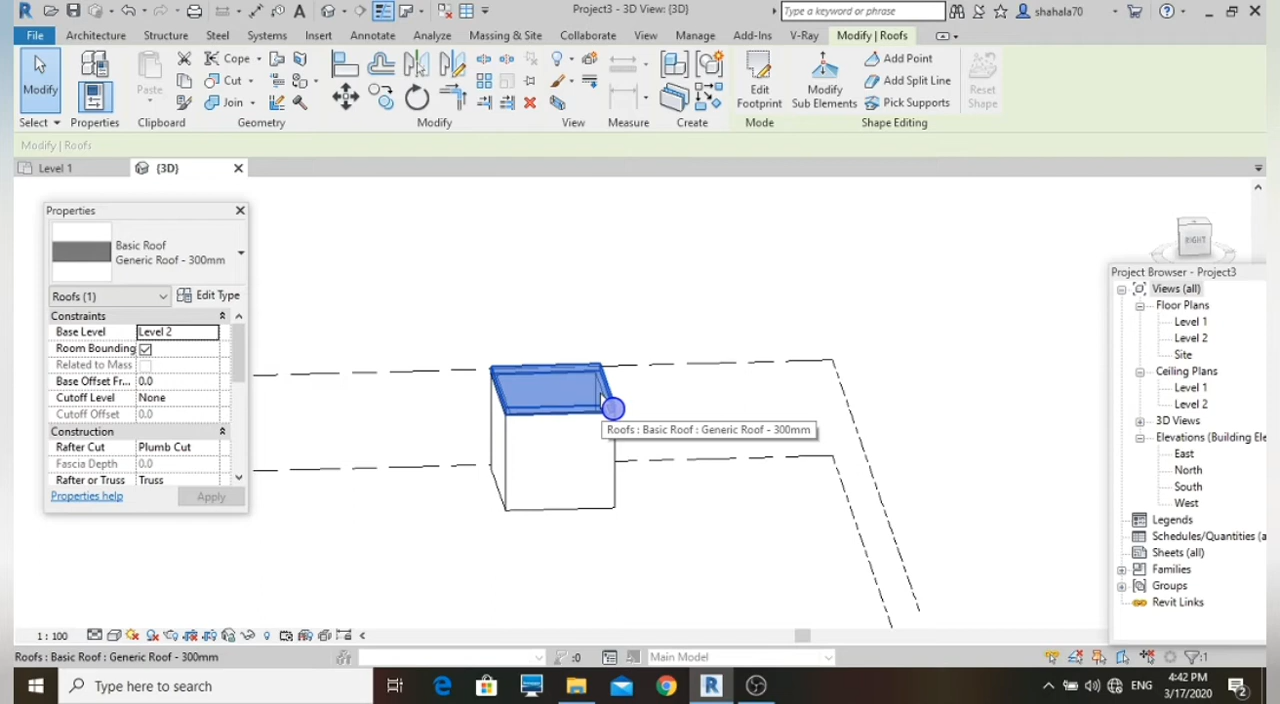 Project3 - 3D View: {3D}
Type a keyword or phrase
shahala70
File
Architecture
Structure
Steel
Systems
Insert
Annotate
Analyze
Massing & Site
Collaborate
View
Manage
Add-Ins
V-Ray
Modify | Roofs
Modify
Paste
Cope
Cut
Join
Edit
Footprint
Modify
Sub Elements
Add Point
Add Split Line
Pick Supports
Reset
Shape
Select
Properties
Clipboard
Geometry
Modify
View
Measure
Create
Mode
Shape Editing
Modify | Roofs
Level 1
{3D}
Properties
Basic Roof
Generic Roof - 300mm
Roofs (1)
Edit Type
Constraints
Base Level Level 2
Room Bounding
Related to Mass
Base Offset Fr... 0.0
Cutoff Level None
Cutoff Offset 0.0
Construction
Rafter Cut Plumb Cut
Fascia Depth 0.0
Rafter or Truss Truss
Properties help
Apply
Roofs : Basic Roof : Generic Roof - 300mm
RIGHT
Project Browser - Project3
Views (all)
Floor Plans
Level 1
Level 2
Site
Ceiling Plans
Level 1
Level 2
3D Views
Elevations (Building Ele
East
North
South
West
Legends
Schedules/Quantities (a
Sheets (all)
Families
Groups
Revit Links
1 : 100
Roofs : Basic Roof : Generic Roof - 300mm
:0
Main Model
:1
Type here to search
ENG
4:42 PM
3/17/2020
2